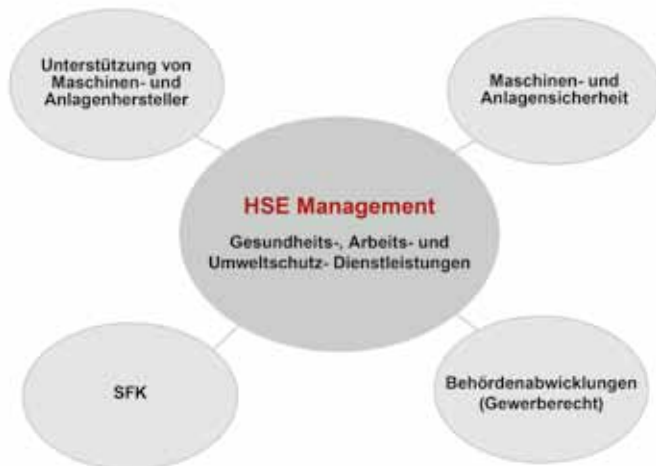 Unterstützung von
Maschinen- und
Anlagenhersteller
Maschinen- und
Anlagensicherheit
HSE Management
Gesundheits-, Arbeits- und
Umweltschutz- Dienstleistungen
SFK
Behördenabwicklungen
(Gewerberecht)